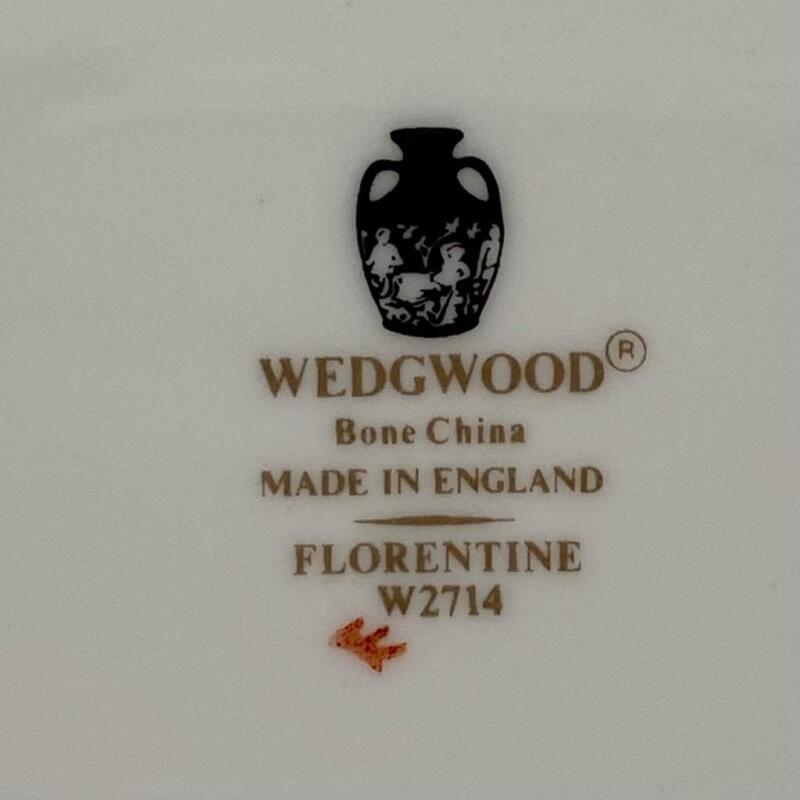 WEDGWOOD®
Bone China
MADE IN ENGLAND
FLORENTINE
W2714